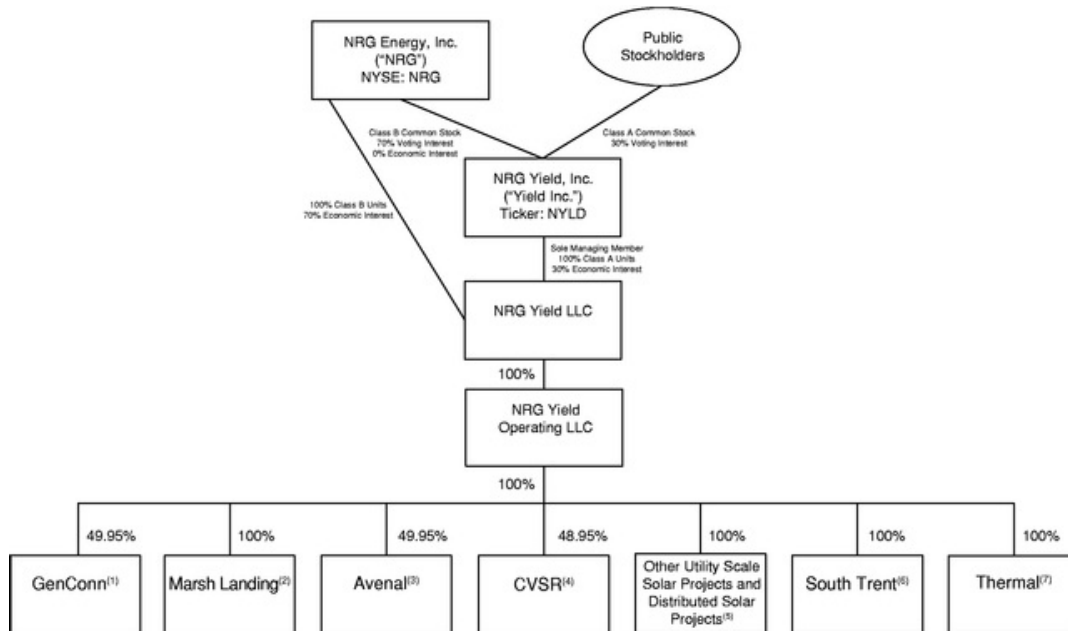 NRG Energy, Inc.
(“NRG”)
NYSE: NRG
Public
Stockholders
Class B Common Stock
70% Voting Interest
0% Economic Interest
Class A Common Stock
30% Voting Interest
NRG Yield, Inc.
(“Yield Inc.”)
Ticker: NYLD
100% Class B Units
70% Economic Interest
Sole Managing Member
100% Class A Units
30% Economic Interest
NRG Yield LLC
100%
NRG Yield
Operating LLC
100%
49.95%
100%
49.95%
48.95%
100%
100%
100%
GenConn(1)
Marsh Landing(2)
Avenal(3)
CVSR(4)
Other Utility Scale
Solar Projects and
Distributed Solar
Projects(5)
South Trent(6)
Thermal(7)